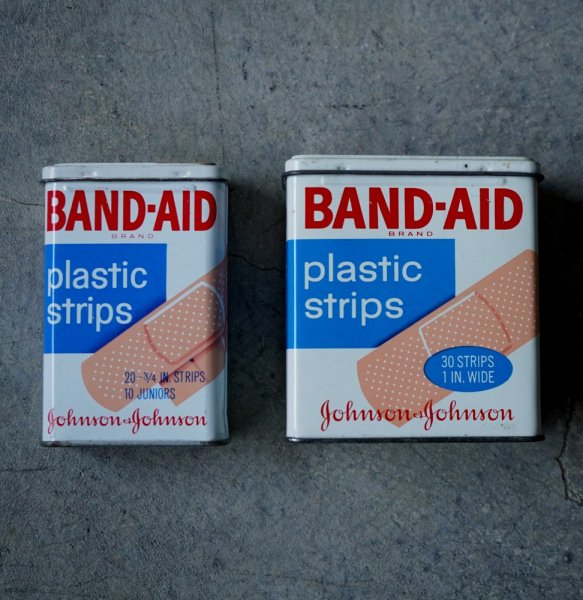 BAND-AID
BRAND
plastic
strips
20-3/4 IN. STRIPS
10 JUNIORS
Johnson & Johnson
BAND-AID
BRAND
plastic
strips
30 STRIPS
1 IN. WIDE
Johnson & Johnson